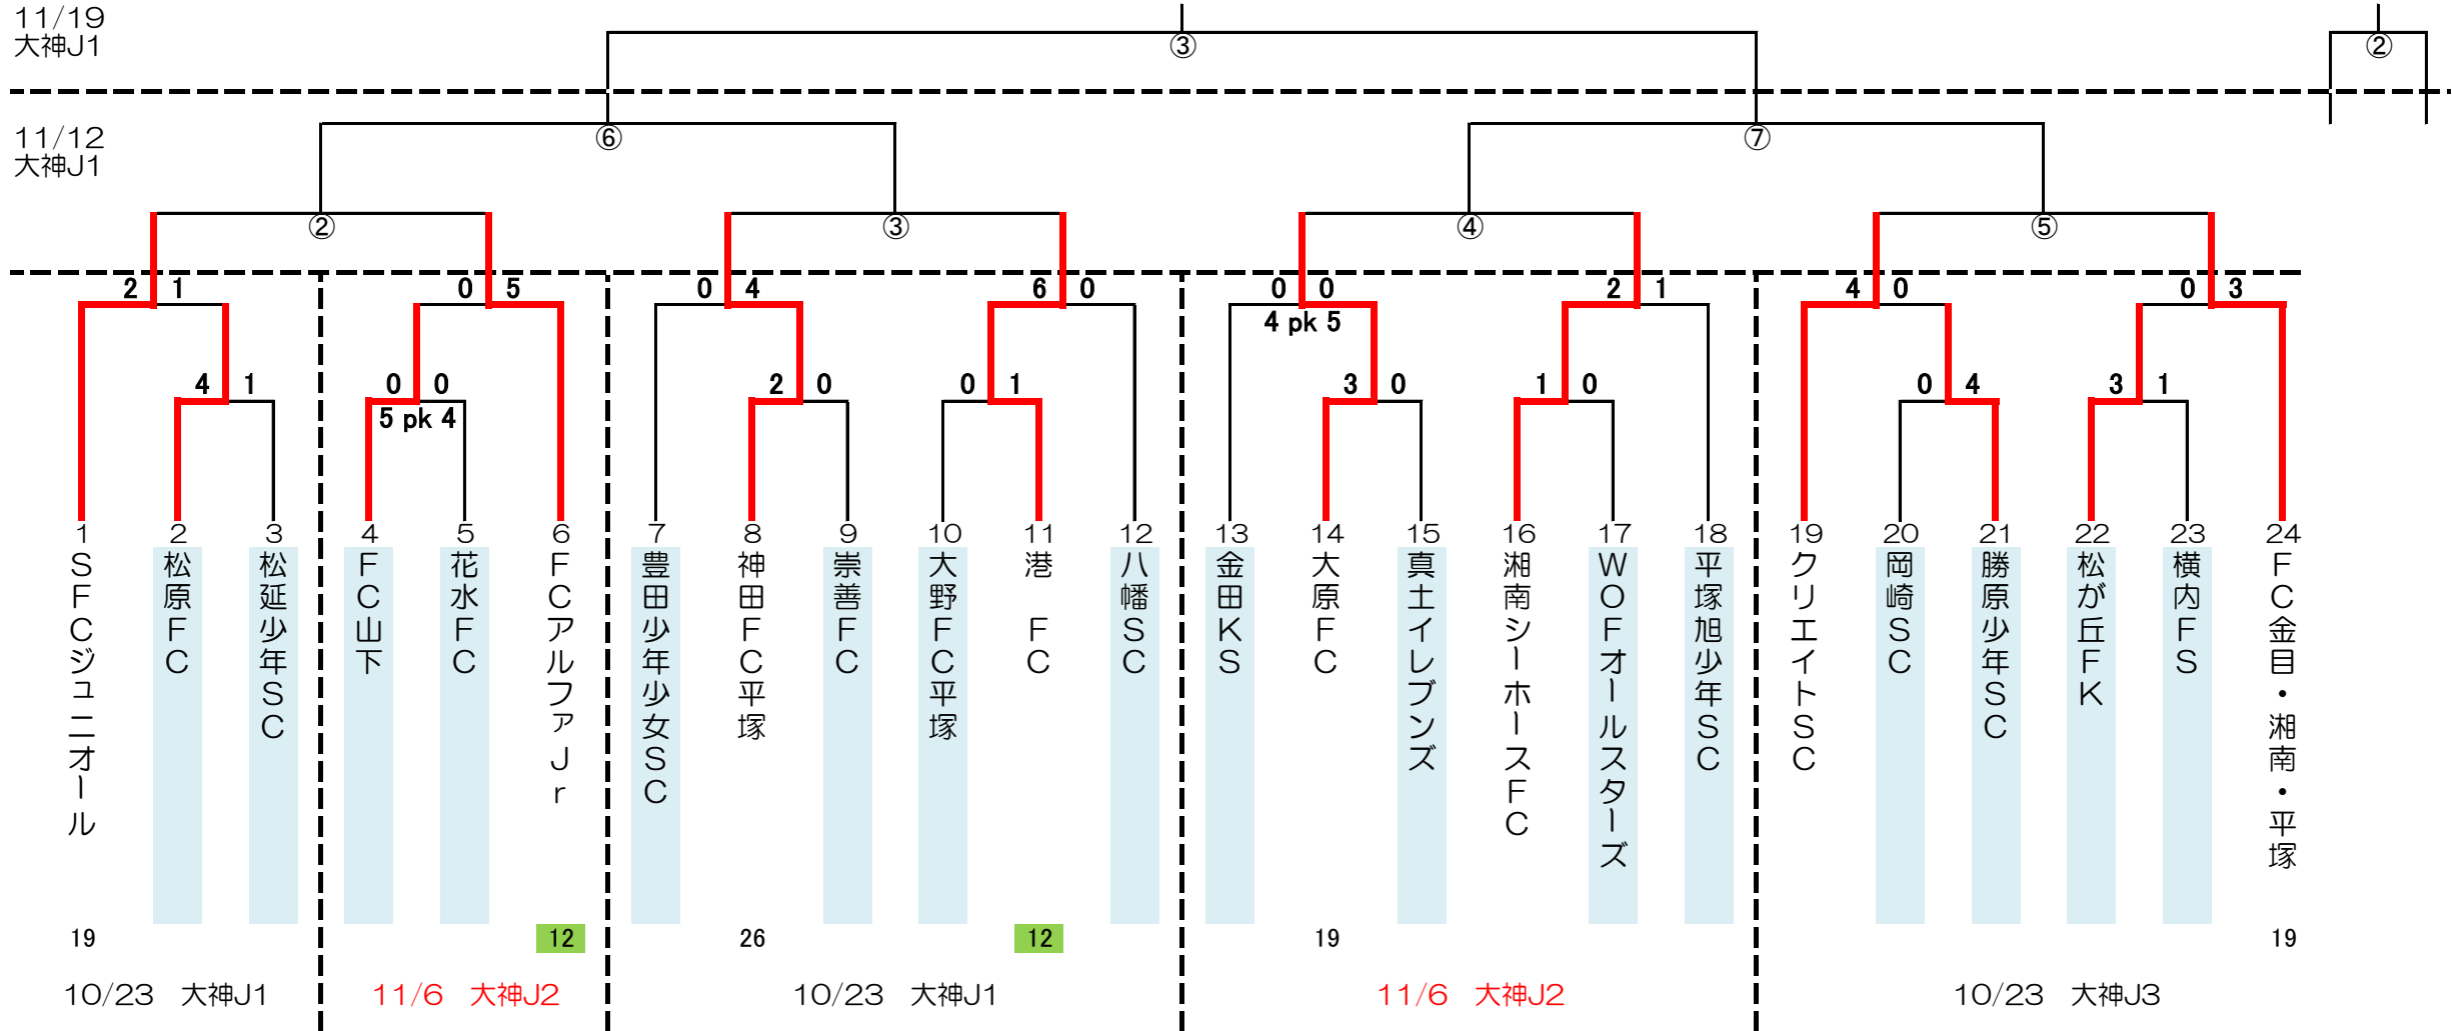 11/19
大神J1
③
②
11/12
大神J1
⑥
⑦
②
③
④
⑤
2 1
0 5
0 4
6 0
0 0
2 1
4 0
0 3
4 pk 5
4 1
0 0
2 0
0 1
3 0
1 0
0 4
3 1
5 pk 4
1 2 3 4 5 6 7 8 9 10 11 12 13 14 15 16 17 18 19 20 21 22 23 24
SFCジュニオール
松原FC
松延少年SC
FC山下
花水FC
FCアルファJr
豊田少年少女SC
神田FC平塚
崇善FC
大野FC平塚
港 FC
八幡SC
金田KS
大原FC
真土イレブンズ
湘南シーホースFC
WOFオールスターズ
平塚旭少年SC
クリエイトSC
岡崎SC
勝原少年SC
松が丘FK
横内FS
FC金目・湘南・平塚
19 12 26 12 19 19
10/23 大神J1
11/6 大神J2
10/23 大神J1
11/6 大神J2
10/23 大神J3